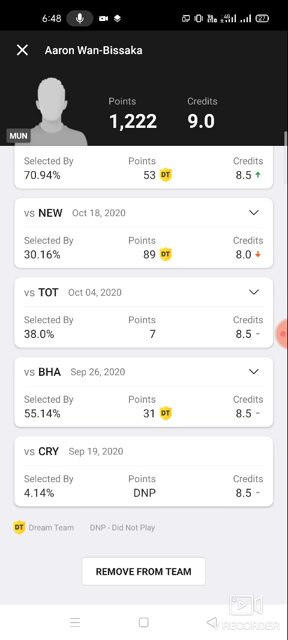 6:48
27
Aaron Wan-Bissaka
Points Credits
1,222 9.0
MUN
Selected By Points Credits
70.94% 53 DT 8.5
vs NEW Oct 18, 2020
Selected By Points Credits
30.16% 89 DT 8.0
vs TOT Oct 04, 2020
Selected By Points Credits
38.0% 7 8.5 -
vs BHA Sep 26, 2020
Selected By Points Credits
55.14% 31 DT 8.5 -
vs CRY Sep 19, 2020
Selected By Points Credits
4.14% DNP 8.5 -
DT Dream Team DNP - Did Not Play
REMOVE FROM TEAM
RECORDER